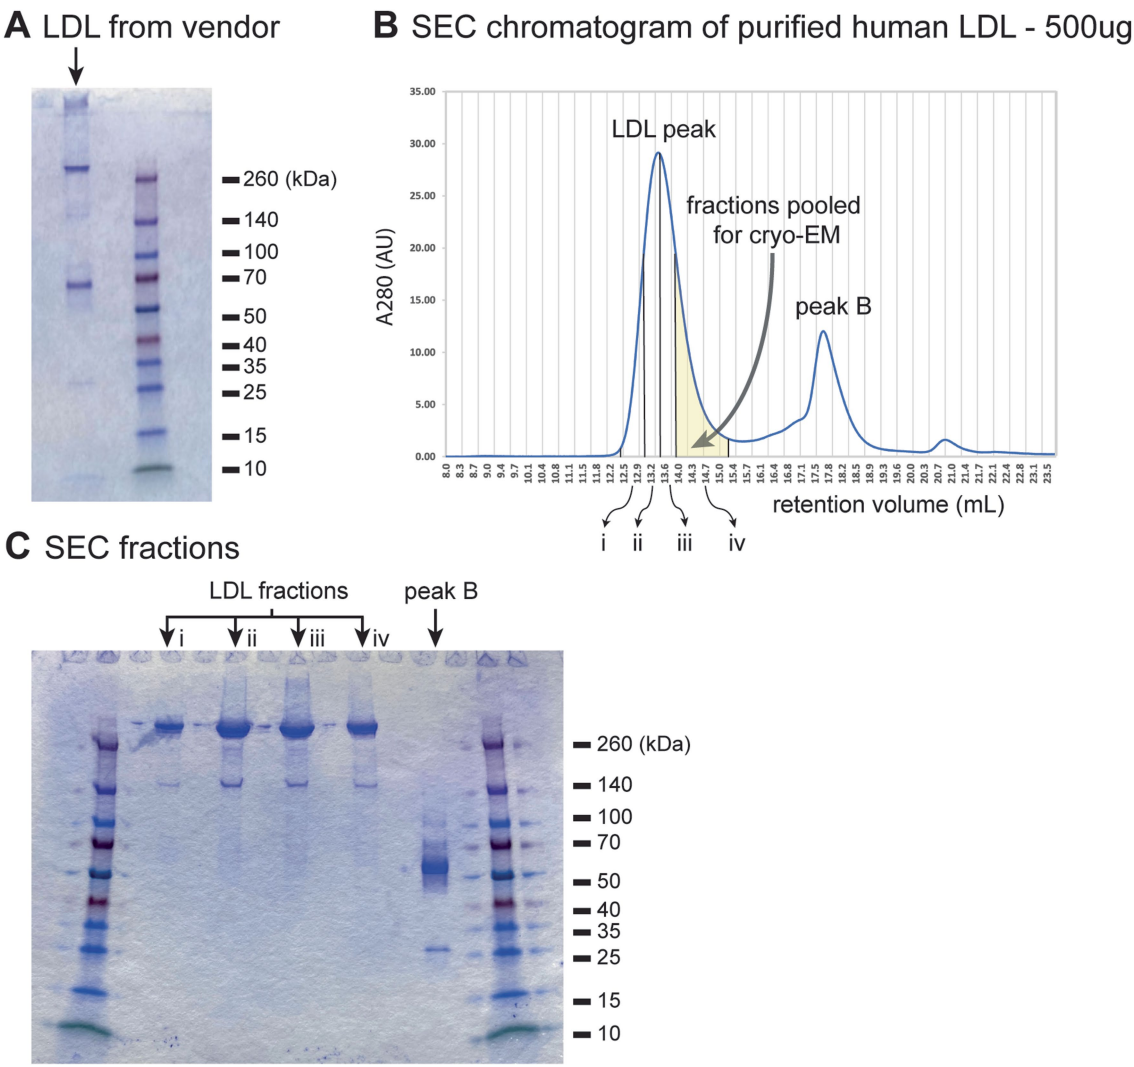 A LDL from vendor
260 (kDa)
140
100
70
50
40
35
25
15
10
B SEC chromatogram of purified human LDL - 500ug
35.00
30.00
25.00
20.00
15.00
10.00
5.00
0.00
A280 (AU)
LDL peak
fractions pooled
for cryo-EM
peak B
8.0 8.3 8.7 9.0 9.4 9.7 10.1 10.4 10.8 11.1 11.5 11.8 12.2 12.5 12.9 13.2 13.6 14.0 14.3 14.7 15.0 15.4 15.7 16.1 16.4 16.8 17.1 17.5 17.8 18.2 18.5 18.9 19.3 19.6 20.0 20.3 20.7 21.0 21.4 21.7 22.1 22.4 22.8 23.1 23.5
retention volume (mL)
i ii iii iv
C SEC fractions
LDL fractions
peak B
i ii iii iv
260 (kDa)
140
100
70
50
40
35
25
15
10